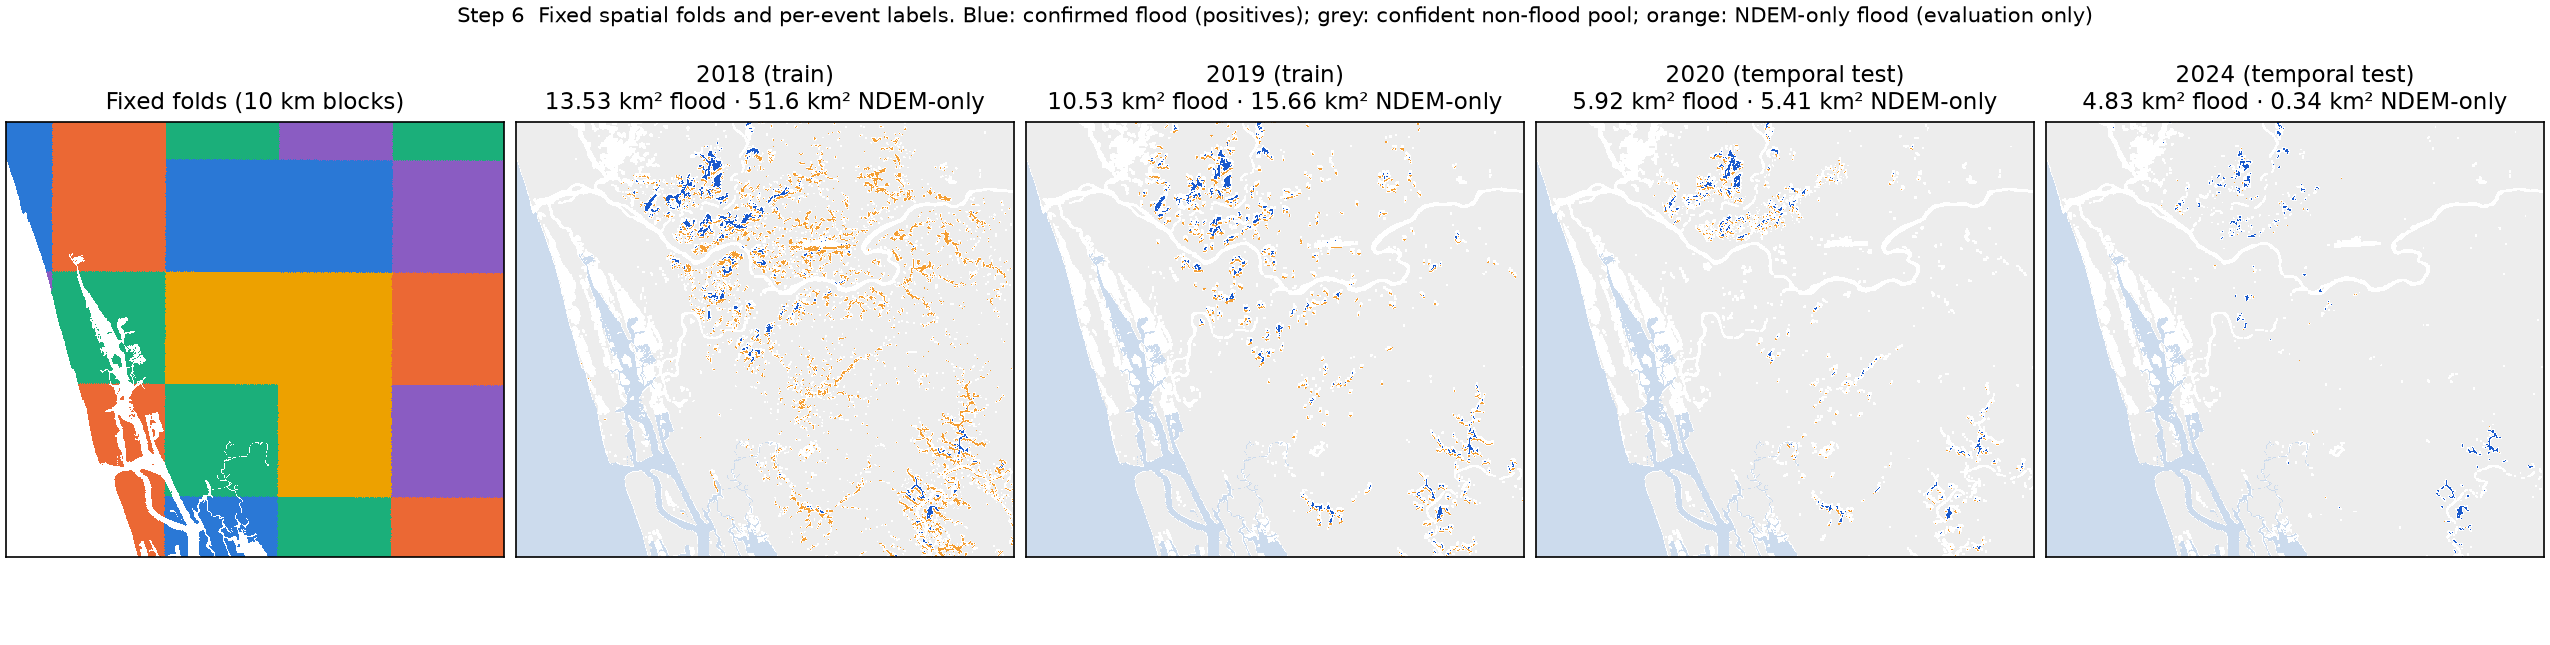 Step 6  Fixed spatial folds and per-event labels. Blue: confirmed flood (positives); grey: confident non-flood pool; orange: NDEM-only flood (evaluation only)
Fixed folds (10 km blocks)
2018 (train)
13.53 km² flood · 51.6 km² NDEM-only
2019 (train)
10.53 km² flood · 15.66 km² NDEM-only
2020 (temporal test)
5.92 km² flood · 5.41 km² NDEM-only
2024 (temporal test)
4.83 km² flood · 0.34 km² NDEM-only